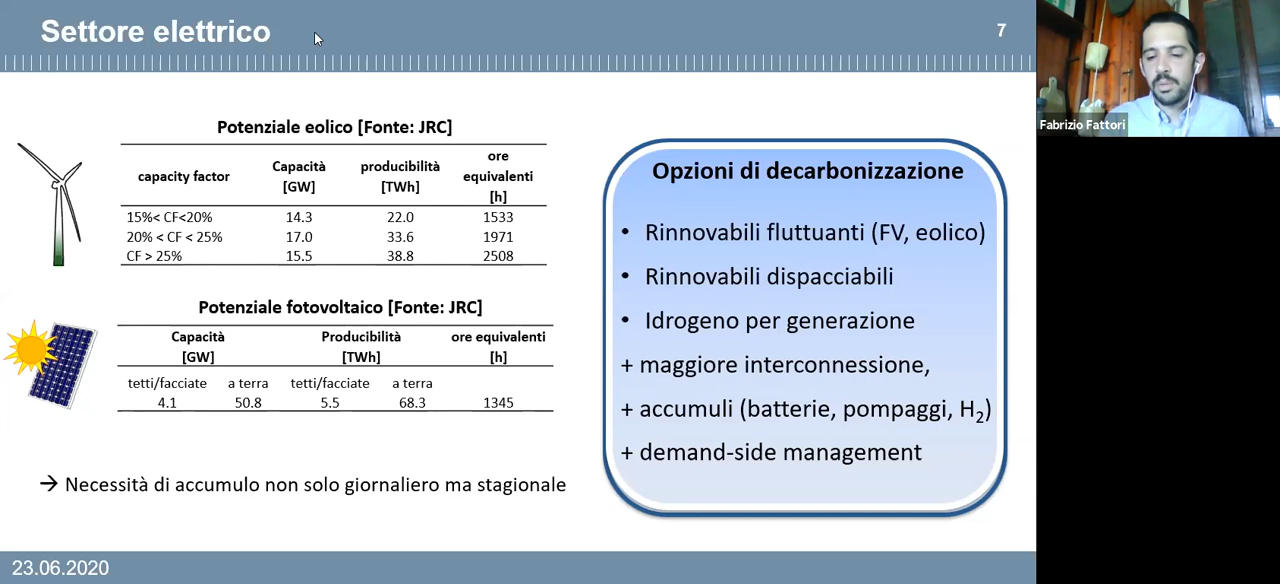 Settore elettrico
7
Potenziale eolico [Fonte: JRC]
capacity factor Capacità [GW] producibilità [TWh] ore equivalenti [h]
15%< CF<20% 14.3 22.0 1533
20% < CF < 25% 17.0 33.6 1971
CF > 25% 15.5 38.8 2508
Potenziale fotovoltaico [Fonte: JRC]
Capacità [GW] Producibilità [TWh] ore equivalenti [h]
tetti/facciate a terra tetti/facciate a terra
4.1 50.8 5.5 68.3 1345
→ Necessità di accumulo non solo giornaliero ma stagionale
Opzioni di decarbonizzazione
• Rinnovabili fluttuanti (FV, eolico)
• Rinnovabili dispacciabili
• Idrogeno per generazione
+ maggiore interconnessione,
+ accumuli (batterie, pompaggi, H₂)
+ demand-side management
23.06.2020
Fabrizio Fattori